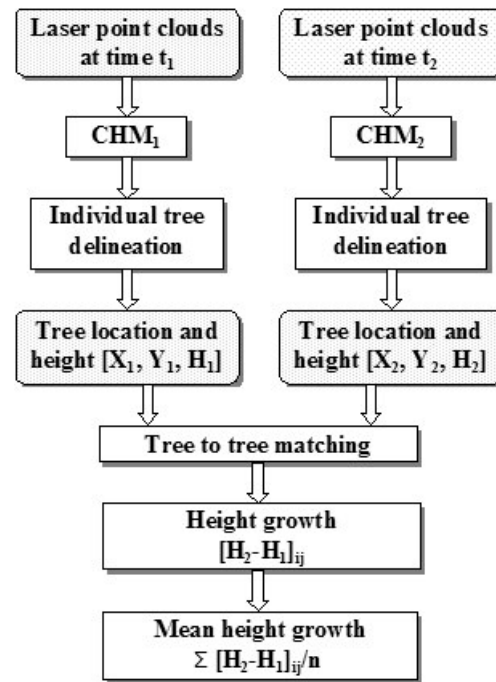 Laser point clouds
at time t₁
Laser point clouds
at time t₂
CHM₁
CHM₂
Individual tree
delineation
Individual tree
delineation
Tree location and
height [X₁, Y₁, H₁]
Tree location and
height [X₂, Y₂, H₂]
Tree to tree matching
Height growth
[H₂-H₁]ᵢⱼ
Mean height growth
Σ [H₂-H₁]ᵢⱼ/n